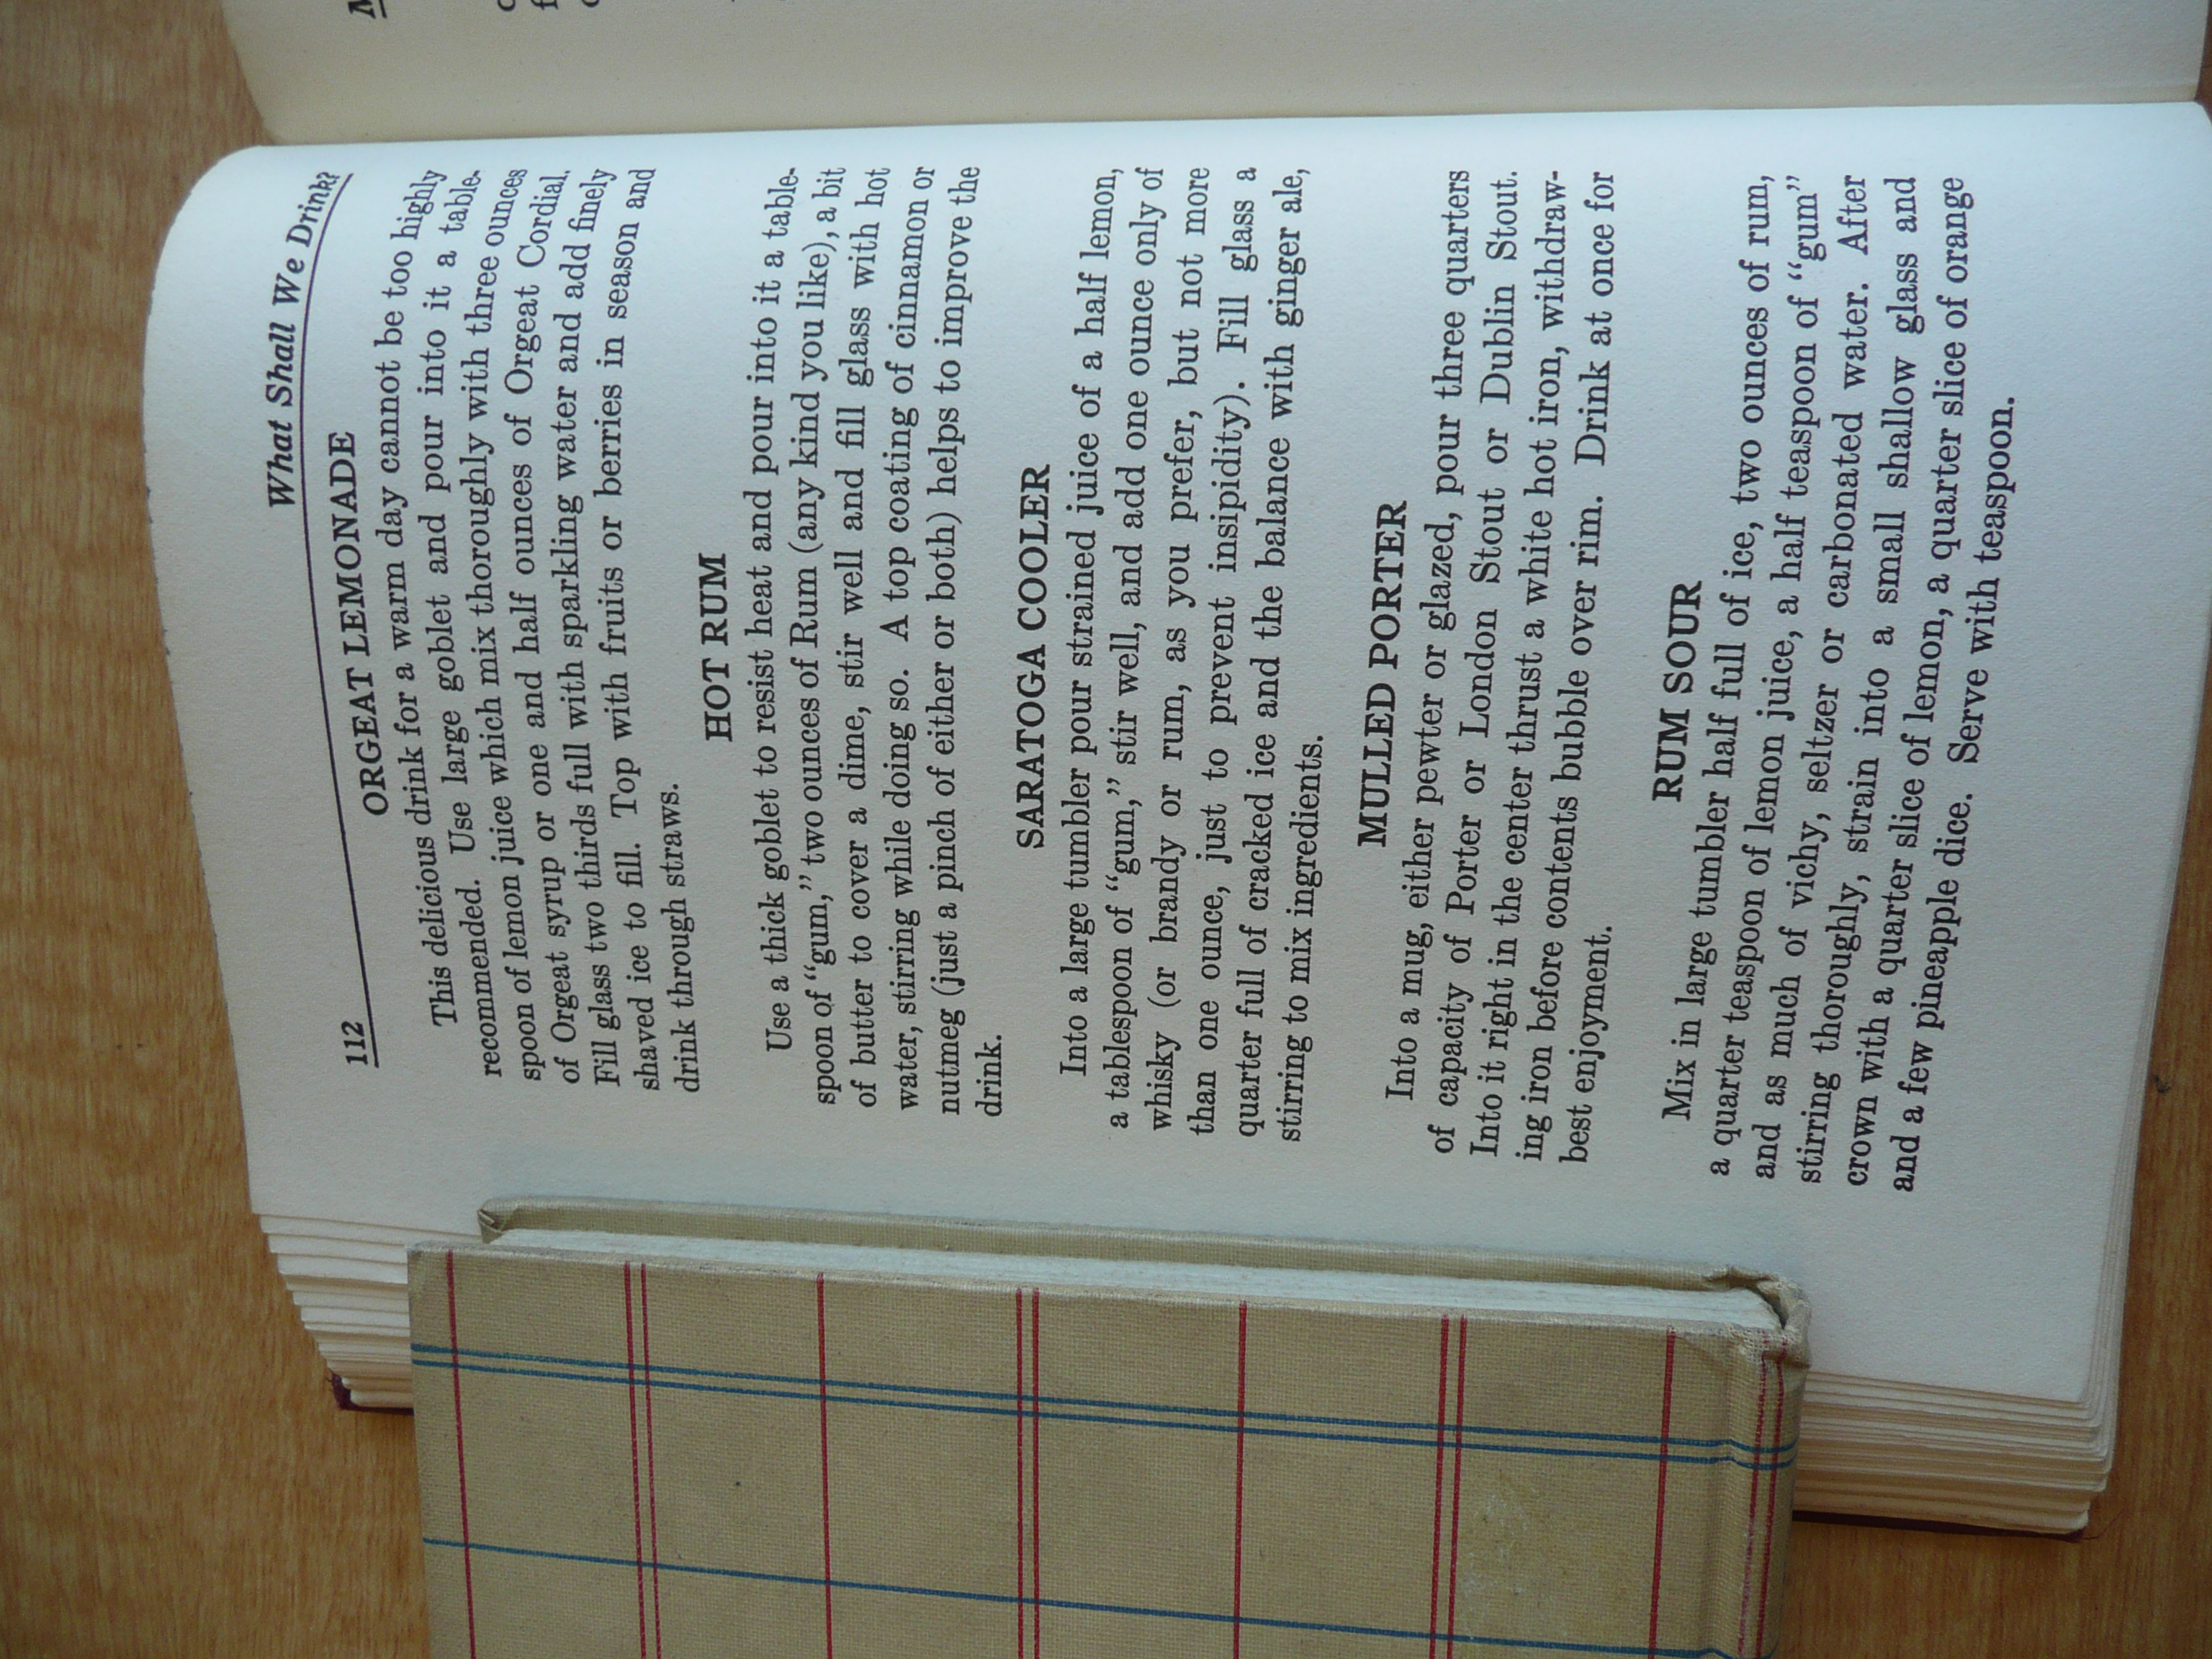 112
What Shall We Drink?
ORGEAT LEMONADE
This delicious drink for a warm day cannot be too highly
recommended. Use large goblet and pour into it a table-
spoon of lemon juice which mix thoroughly with three ounces
of Orgeat syrup or one and half ounces of Orgeat Cordial.
Fill glass two thirds full with sparkling water and add finely
shaved ice to fill. Top with fruits or berries in season and
drink through straws.
HOT RUM
Use a thick goblet to resist heat and pour into it a table-
spoon of “gum,” two ounces of Rum (any kind you like), a bit
of butter to cover a dime, stir well and fill glass with hot
water, stirring while doing so. A top coating of cinnamon or
nutmeg (just a pinch of either or both) helps to improve the
drink.
SARATOGA COOLER
Into a large tumbler pour strained juice of a half lemon,
a tablespoon of “gum,” stir well, and add one ounce only of
whisky (or brandy or rum, as you prefer, but not more
than one ounce, just to prevent insipidity). Fill glass a
quarter full of cracked ice and the balance with ginger ale,
stirring to mix ingredients.
MULLED PORTER
Into a mug, either pewter or glazed, pour three quarters
of capacity of Porter or London Stout or Dublin Stout.
Into it right in the center thrust a white hot iron, withdraw-
ing iron before contents bubble over rim. Drink at once for
best enjoyment.
RUM SOUR
Mix in large tumbler half full of ice, two ounces of rum,
a quarter teaspoon of lemon juice, a half teaspoon of “gum”
and as much of vichy, seltzer or carbonated water. After
stirring thoroughly, strain into a small shallow glass and
crown with a quarter slice of lemon, a quarter slice of orange
and a few pineapple dice. Serve with teaspoon.